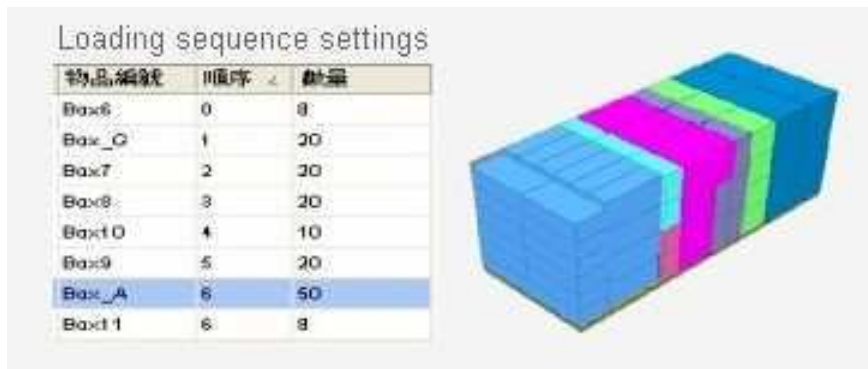 Loading sequence settings
物品編號 順序 數量
Box6 0 8
Box_G 1 20
Box7 2 20
Box8 3 20
Box10 4 10
Box9 5 20
Box_A 6 50
Box11 6 8